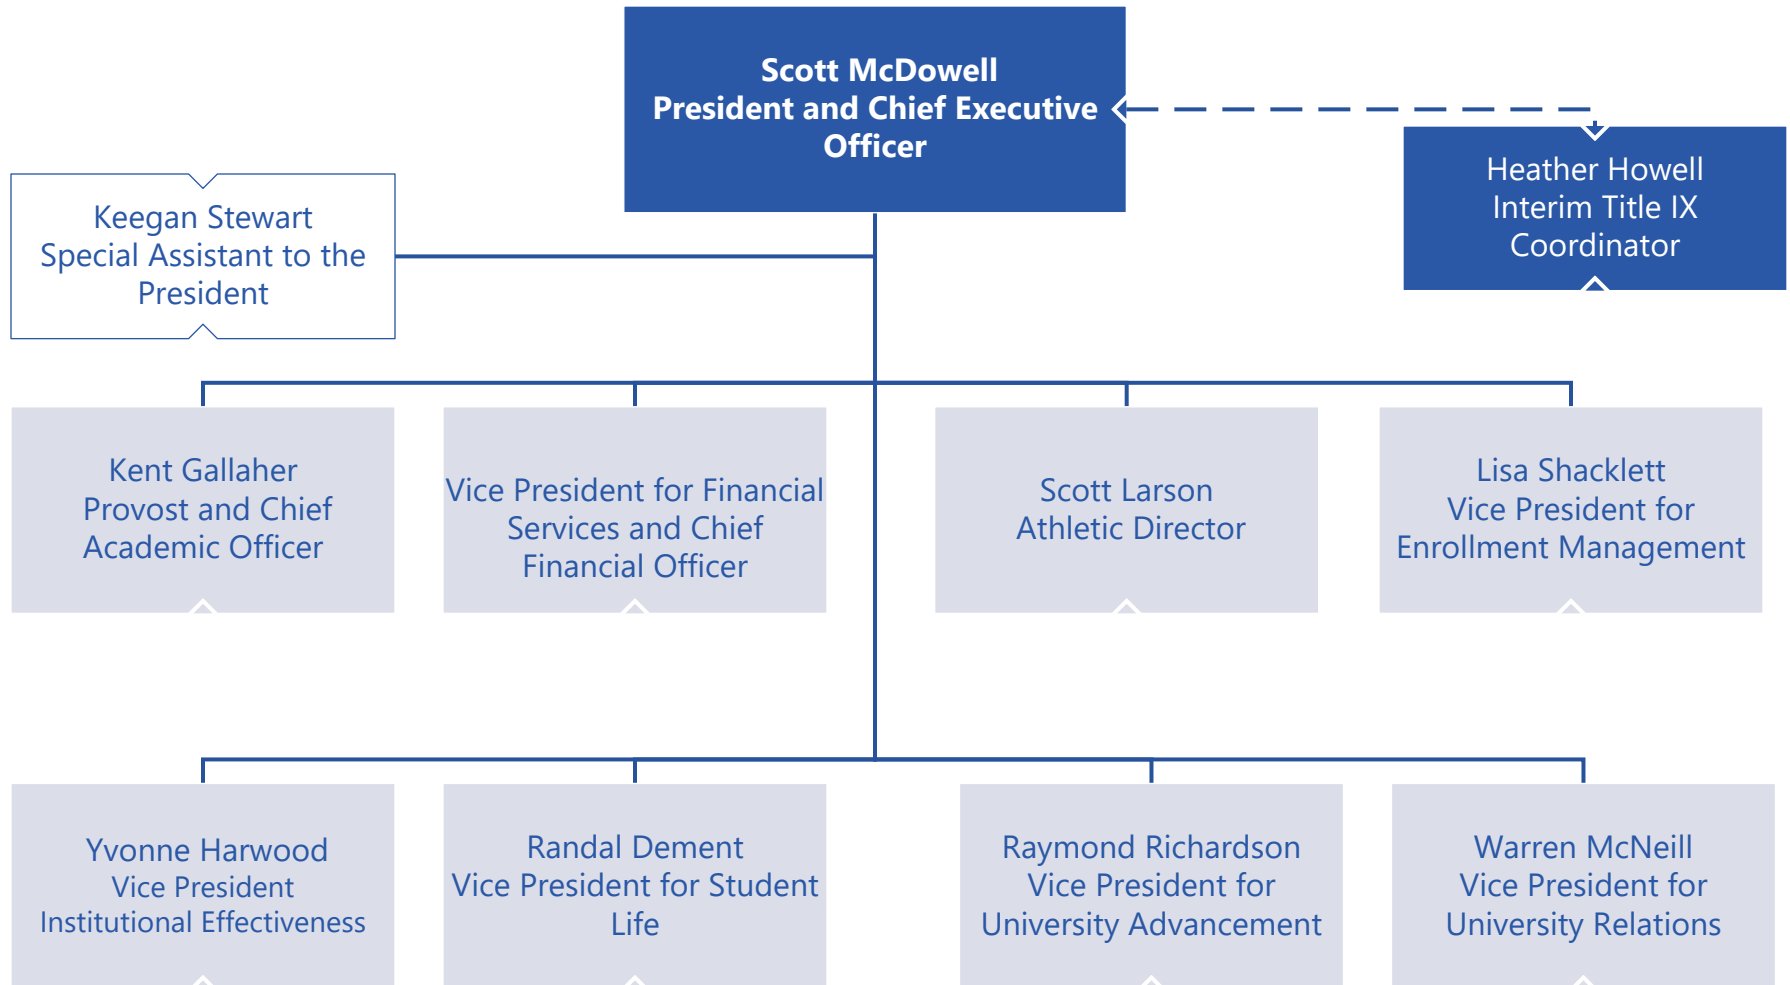 Scott McDowell
President and Chief Executive
Officer
Heather Howell
Interim Title IX
Coordinator
Keegan Stewart
Special Assistant to the
President
Kent Gallaher
Provost and Chief
Academic Officer
Vice President for Financial
Services and Chief
Financial Officer
Scott Larson
Athletic Director
Lisa Shacklett
Vice President for
Enrollment Management
Yvonne Harwood
Vice President
Institutional Effectiveness
Randal Dement
Vice President for Student
Life
Raymond Richardson
Vice President for
University Advancement
Warren McNeill
Vice President for
University Relations